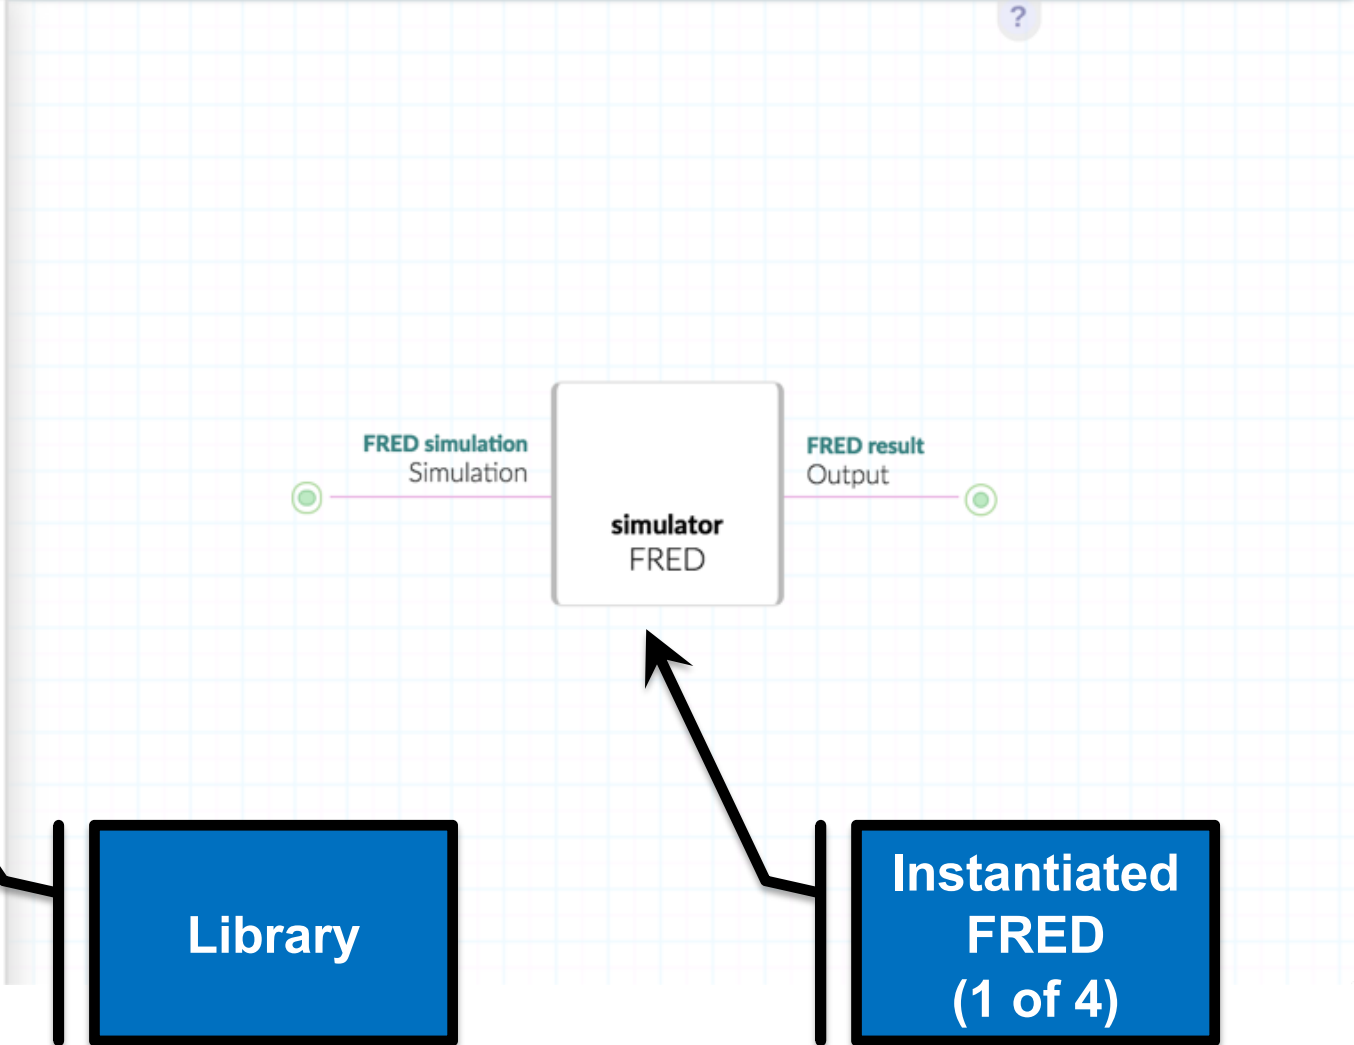 ?
FRED simulation
Simulation
FRED result
Output
simulator
FRED
Library
Instantiated
FRED
(1 of 4)